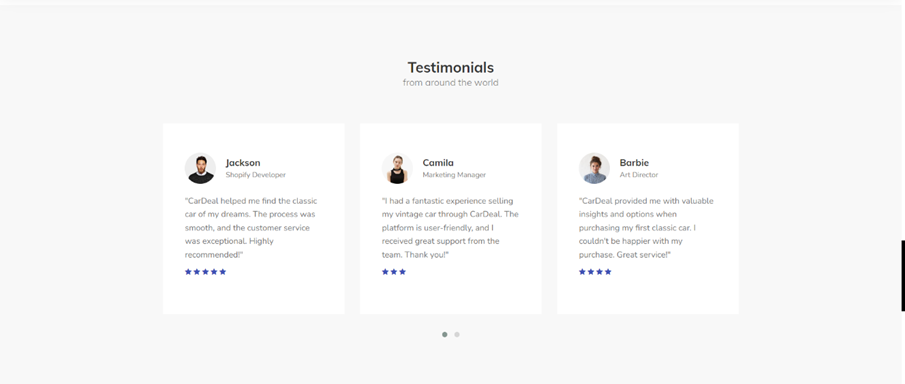 Testimonials
from around the world
Jackson
Shopify Developer
"CarDeal helped me find the classic
car of my dreams. The process was
smooth, and the customer service
was exceptional. Highly
recommended!"
Camila
Marketing Manager
"I had a fantastic experience selling
my vintage car through CarDeal. The
platform is user-friendly, and I
received great support from the
team. Thank you!"
Barbie
Art Director
"CarDeal provided me with valuable
insights and options when
purchasing my first classic car. I
couldn't be happier with my
purchase. Great service!"